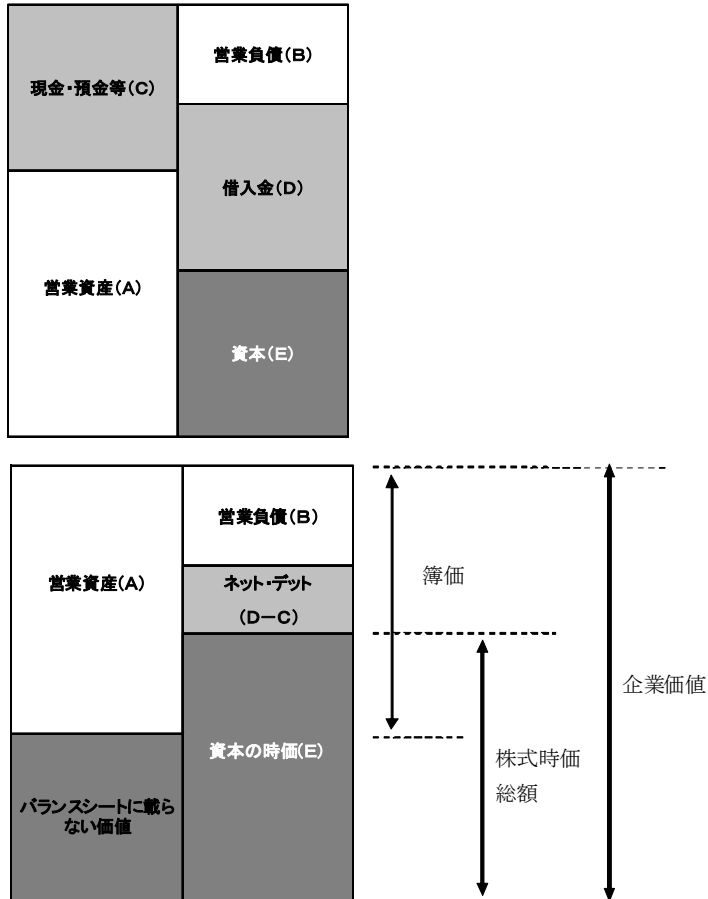 営業負債(B)
現金・預金等(C)
借入金(D)
営業資産(A)
資本(E)
営業負債(B)
営業資産(A)
ネット・デット
(D－C)
簿価
企業価値
資本の時価(E)
株式時価
総額
バランスシートに載ら
ない価値